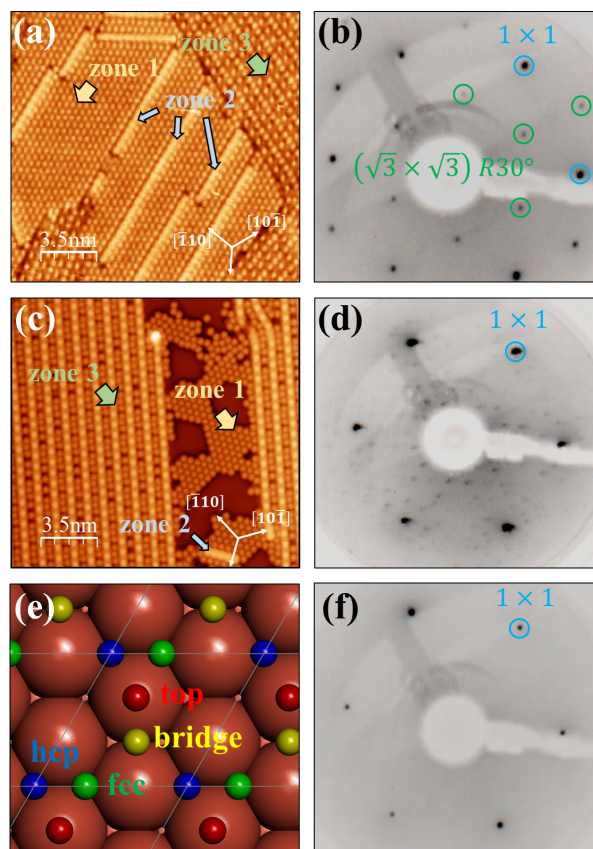 (a)
zone 1
zone 3
zone 2
3.5nm
[1̅10]
[101̅]
(b)
1 × 1
(√3 × √3) R30°
(c)
zone 3
zone 1
zone 2
3.5nm
[1̅10]
[101̅]
(d)
1 × 1
(e)
top
bridge
hcp
fcc
(f)
1 × 1